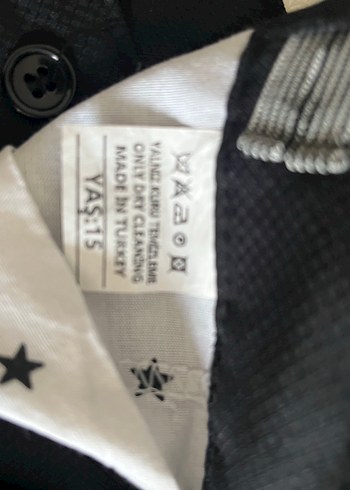 YALNIZ KURU TEMİZLEME
ONLY DRY CLEANING
MADE IN TURKEY
YAŞ:15